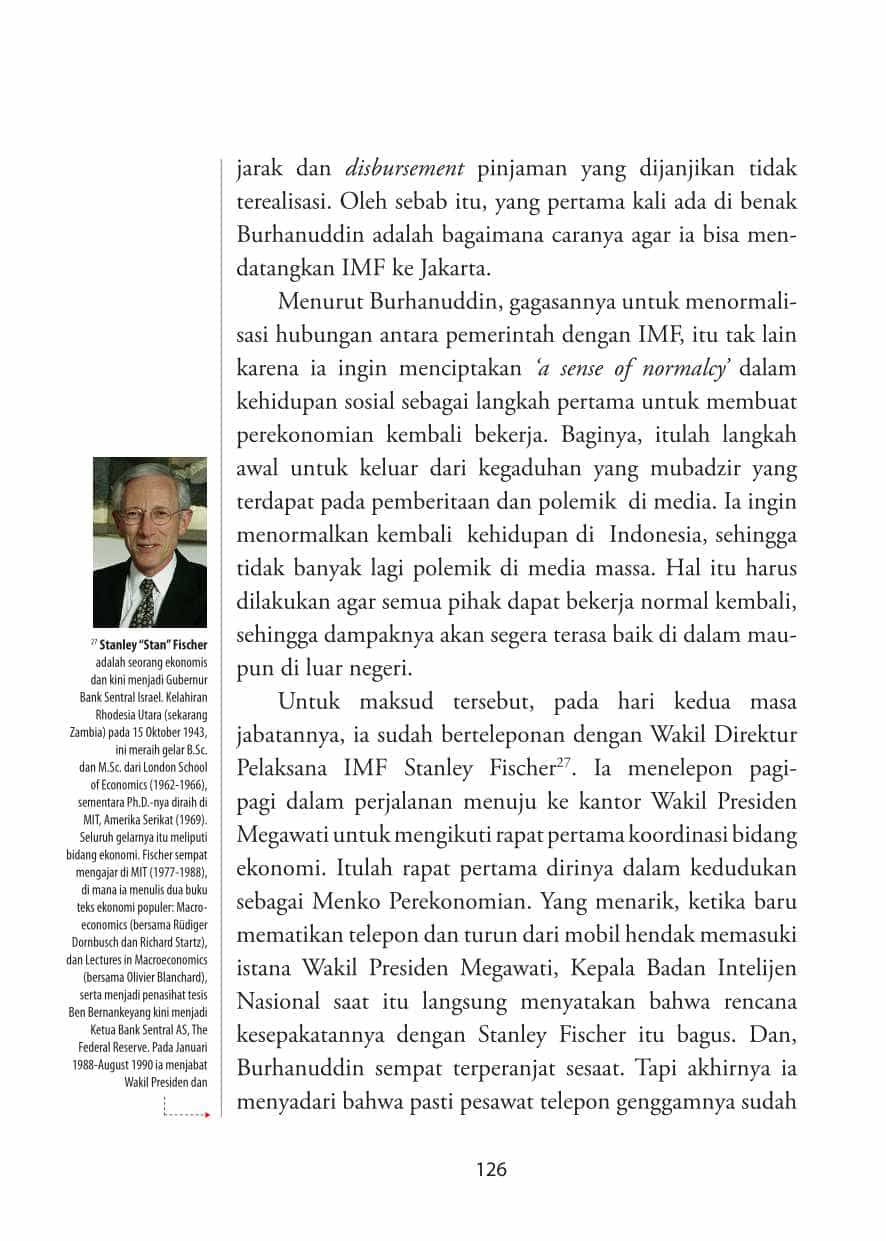 jarak dan disbursement pinjaman yang dijanjikan tidak
terealisasi. Oleh sebab itu, yang pertama kali ada di benak
Burhanuddin adalah bagaimana caranya agar ia bisa men-
datangkan IMF ke Jakarta.
Menurut Burhanuddin, gagasannya untuk menormali-
sasi hubungan antara pemerintah dengan IMF, itu tak lain
karena ia ingin menciptakan ‘a sense of normalcy’ dalam
kehidupan sosial sebagai langkah pertama untuk membuat
perekonomian kembali bekerja. Baginya, itulah langkah
awal untuk keluar dari kegaduhan yang mubadzir yang
terdapat pada pemberitaan dan polemik di media. Ia ingin
menormalkan kembali kehidupan di Indonesia, sehingga
tidak banyak lagi polemik di media massa. Hal itu harus
dilakukan agar semua pihak dapat bekerja normal kembali,
sehingga dampaknya akan segera terasa baik di dalam mau-
pun di luar negeri.
Untuk maksud tersebut, pada hari kedua masa
jabatannya, ia sudah berteleponan dengan Wakil Direktur
Pelaksana IMF Stanley Fischer27. Ia menelepon pagi-
pagi dalam perjalanan menuju ke kantor Wakil Presiden
Megawati untuk mengikuti rapat pertama koordinasi bidang
ekonomi. Itulah rapat pertama dirinya dalam kedudukan
sebagai Menko Perekonomian. Yang menarik, ketika baru
mematikan telepon dan turun dari mobil hendak memasuki
istana Wakil Presiden Megawati, Kepala Badan Intelijen
Nasional saat itu langsung menyatakan bahwa rencana
kesepakatannya dengan Stanley Fischer itu bagus. Dan,
Burhanuddin sempat terperanjat sesaat. Tapi akhirnya ia
menyadari bahwa pasti pesawat telepon genggamnya sudah
27 Stanley “Stan” Fischer
adalah seorang ekonomis
dan kini menjadi Gubernur
Bank Sentral Israel. Kelahiran
Rhodesia Utara (sekarang
Zambia) pada 15 Oktober 1943,
ini meraih gelar B.Sc.
dan M.Sc. dari London School
of Economics (1962-1966),
sementara Ph.D.-nya diraih di
MIT, Amerika Serikat (1969).
Seluruh gelarnya itu meliputi
bidang ekonomi. Fischer sempat
mengajar di MIT (1977-1988),
di mana ia menulis dua buku
teks ekonomi populer: Macro-
economics (bersama Rüdiger
Dornbusch dan Richard Startz),
dan Lectures in Macroeconomics
(bersama Olivier Blanchard),
serta menjadi penasihat tesis
Ben Bernankeyang kini menjadi
Ketua Bank Sentral AS, The
Federal Reserve. Pada Januari
1988-August 1990 ia menjabat
Wakil Presiden dan
126